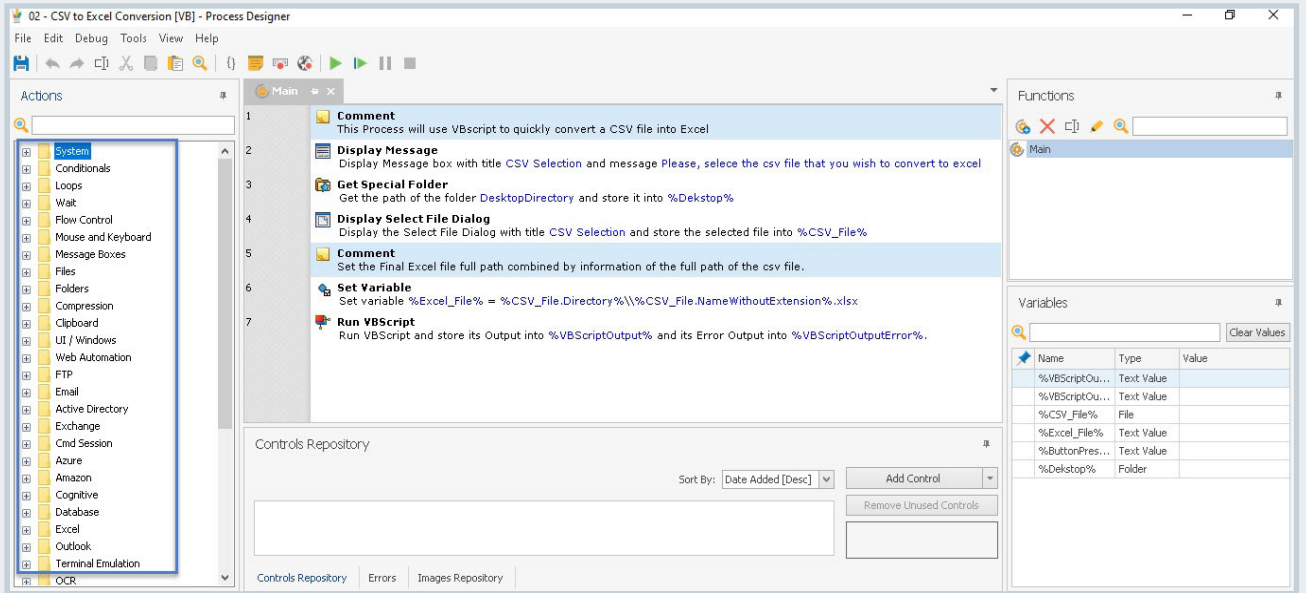 02 - CSV to Excel Conversion [VB] - Process Designer
File Edit Debug Tools View Help
Actions
System
Conditionals
Loops
Wait
Flow Control
Mouse and Keyboard
Message Boxes
Files
Folders
Compression
Clipboard
UI / Windows
Web Automation
FTP
Email
Active Directory
Exchange
Cmd Session
Azure
Amazon
Cognitive
Database
Excel
Outlook
Terminal Emulation
OCR
Main
1 Comment
This Process will use VBscript to quickly convert a CSV file into Excel
2 Display Message
Display Message box with title CSV Selection and message Please, selece the csv file that you wish to convert to excel
3 Get Special Folder
Get the path of the folder DesktopDirectory and store it into %Dekstop%
4 Display Select File Dialog
Display the Select File Dialog with title CSV Selection and store the selected file into %CSV_File%
5 Comment
Set the Final Excel file full path combined by information of the full path of the csv file.
6 Set Variable
Set variable %Excel_File% = %CSV_File.Directory%\\%CSV_File.NameWithoutExtension%.xlsx
7 Run VBScript
Run VBScript and store its Output into %VBScriptOutput% and its Error Output into %VBScriptOutputError%.
Controls Repository
Sort By: Date Added [Desc]
Add Control
Remove Unused Controls
Controls Repository Errors Images Repository
Functions
Main
Variables
Clear Values
Name Type Value
%VBScriptOu... Text Value
%VBScriptOu... Text Value
%CSV_File% File
%Excel_File% Text Value
%ButtonPres... Text Value
%Dekstop% Folder